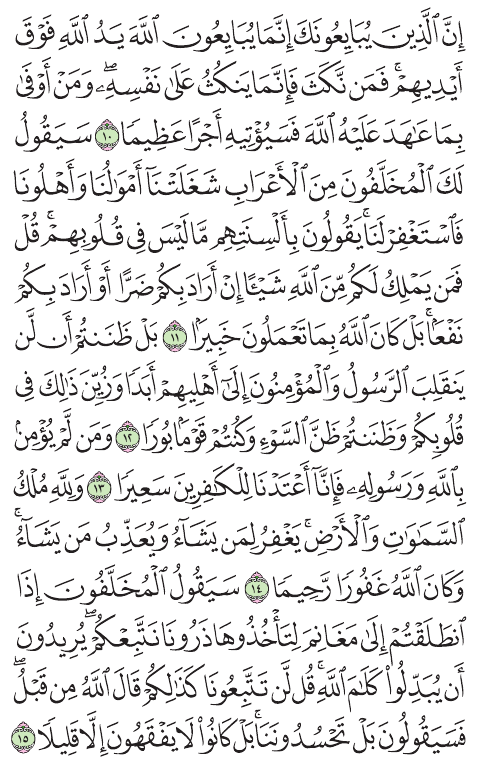 إِنَّ ٱلَّذِينَ يُبَايِعُونَكَ إِنَّمَا يُبَايِعُونَ ٱللَّهَ يَدُ ٱللَّهِ فَوْقَ
أَيْدِيهِمْۚ فَمَن نَّكَثَ فَإِنَّمَا يَنكُثُ عَلَىٰ نَفْسِهِۦۖ وَمَنْ أَوْفَىٰ
بِمَا عَٰهَدَ عَلَيْهُ ٱللَّهَ فَسَيُؤْتِيهِ أَجْرًا عَظِيمًا ١٠ سَيَقُولُ
لَكَ ٱلْمُخَلَّفُونَ مِنَ ٱلْأَعْرَابِ شَغَلَتْنَآ أَمْوَٰلُنَا وَأَهْلُونَا
فَٱسْتَغْفِرْ لَنَاۚ يَقُولُونَ بِأَلْسِنَتِهِم مَّا لَيْسَ فِى قُلُوبِهِمْۚ قُلْ
فَمَن يَمْلِكُ لَكُم مِّنَ ٱللَّهِ شَيْـًٔا إِنْ أَرَادَ بِكُمْ ضَرًّا أَوْ أَرَادَ بِكُمْ
نَفْعًۢاۚ بَلْ كَانَ ٱللَّهُ بِمَا تَعْمَلُونَ خَبِيرًۢا ١١ بَلْ ظَنَنتُمْ أَن لَّن
يَنقَلِبَ ٱلرَّسُولُ وَٱلْمُؤْمِنُونَ إِلَىٰٓ أَهْلِيهِمْ أَبَدًا وَزُيِّنَ ذَٰلِكَ فِى
قُلُوبِكُمْ وَظَنَنتُمْ ظَنَّ ٱلسَّوْءِ وَكُنتُمْ قَوْمًۢا بُورًا ١٢ وَمَن لَّمْ يُؤْمِنۢ
بِٱللَّهِ وَرَسُولِهِۦ فَإِنَّآ أَعْتَدْنَا لِلْكَٰفِرِينَ سَعِيرًا ١٣ وَلِلَّهِ مُلْكُ
ٱلسَّمَٰوَٰتِ وَٱلْأَرْضِۚ يَغْفِرُ لِمَن يَشَآءُ وَيُعَذِّبُ مَن يَشَآءُۚ
وَكَانَ ٱللَّهُ غَفُورًا رَّحِيمًا ١٤ سَيَقُولُ ٱلْمُخَلَّفُونَ إِذَا
ٱنطَلَقْتُمْ إِلَىٰ مَغَانِمَ لِتَأْخُذُوهَا ذَرُونَا نَتَّبِعْكُمْۖ يُرِيدُونَ
أَن يُبَدِّلُوا۟ كَلَٰمَ ٱللَّهِۚ قُل لَّن تَتَّبِعُونَا كَذَٰلِكُمْ قَالَ ٱللَّهُ مِن قَبْلُۖ
فَسَيَقُولُونَ بَلْ تَحْسُدُونَنَاۚ بَلْ كَانُوا۟ لَا يَفْقَهُونَ إِلَّا قَلِيلًا ١٥